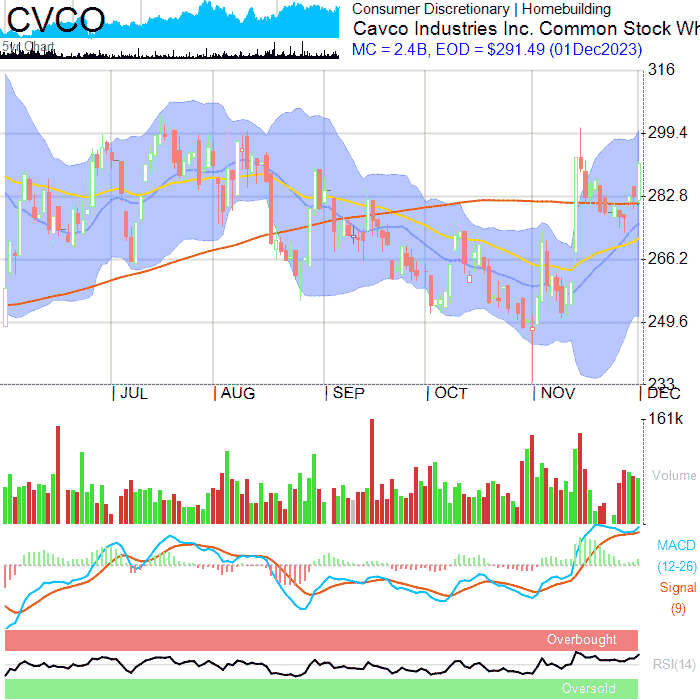 CVCO
5yr Chart
Consumer Discretionary | Homebuilding
Cavco Industries Inc. Common Stock Wh
MC = 2.4B, EOD = $291.49 (01Dec2023)
316
299.4
282.8
266.2
249.6
233
JUL AUG SEP OCT NOV DEC
161k
Volume
MACD
(12-26)
Signal
(9)
Overbought
RSI(14)
Oversold